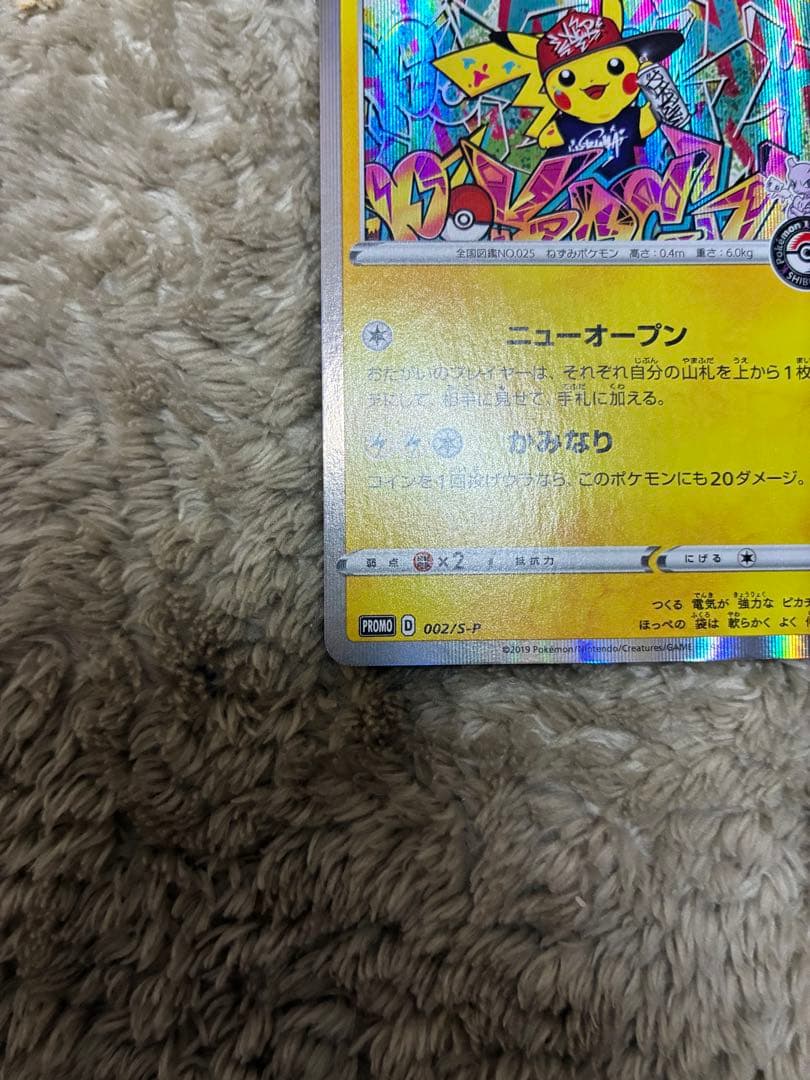 全国図鑑NO.025 ねずみポケモン 高さ:0.4m 重さ:6.0kg
Pokémon
SHIBU
ニューオープン
おたがいのプレイヤーは、それぞれ自分の山札を上から1枚
相手に見せて、手札に加える。
かみなり
コインを1回投げウラなら、このポケモンにも20ダメージ。
弱点 ×2 抵抗力 にげる
つくる 電気が 強力な ピカチ
ほっぺの 袋は 軟らかく よく
PROMO D 002/S-P
©2019 Pokémon/Nintendo/Creatures/GAME